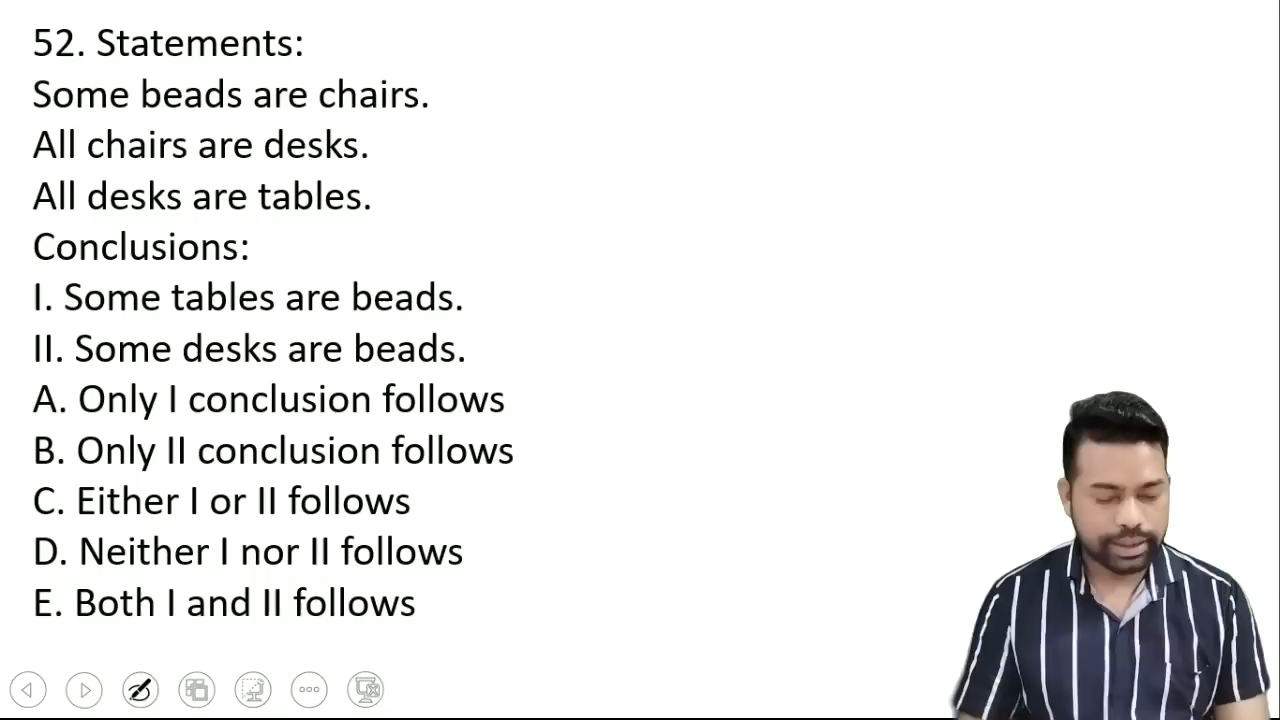 52. Statements:
Some beads are chairs.
All chairs are desks.
All desks are tables.
Conclusions:
I. Some tables are beads.
II. Some desks are beads.
A. Only I conclusion follows
B. Only II conclusion follows
C. Either I or II follows
D. Neither I nor II follows
E. Both I and II follows